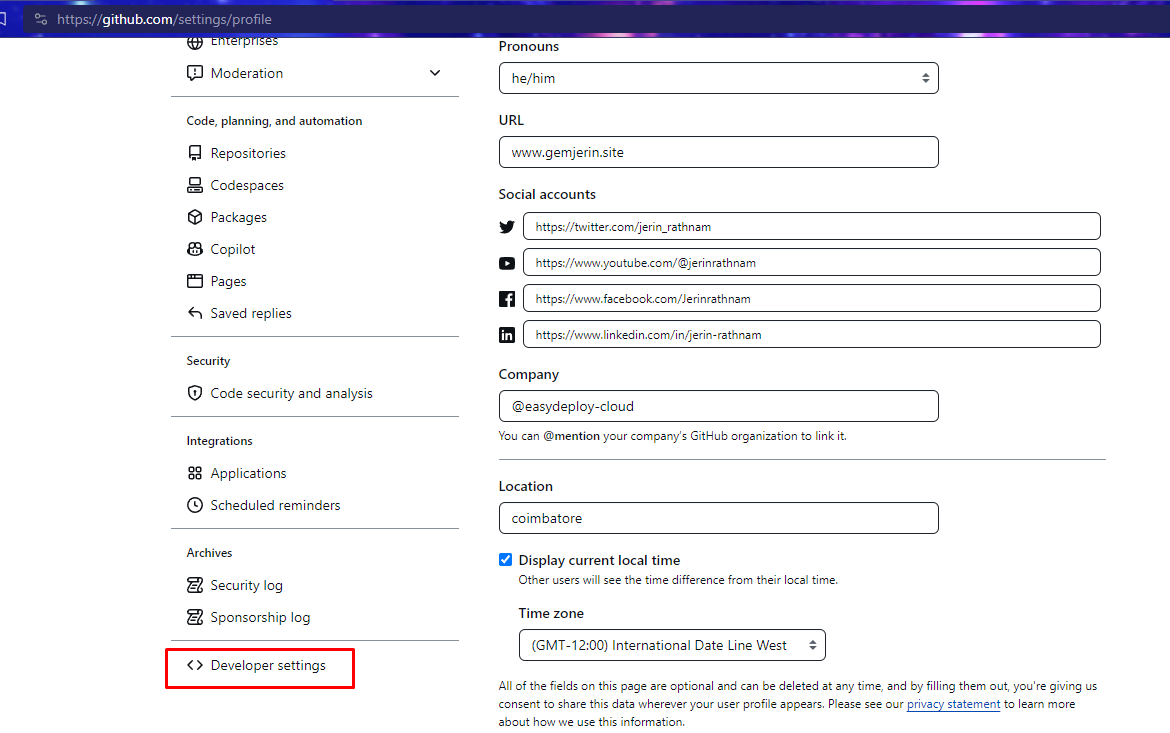 https://github.com/settings/profile
Enterprises
Moderation
Code, planning, and automation
Repositories
Codespaces
Packages
Copilot
Pages
Saved replies
Security
Code security and analysis
Integrations
Applications
Scheduled reminders
Archives
Security log
Sponsorship log
Developer settings
Pronouns
he/him
URL
www.gemjerin.site
Social accounts
https://twitter.com/jerin_rathnam
https://www.youtube.com/@jerinrathnam
https://www.facebook.com/Jerinrathnam
https://www.linkedin.com/in/jerin-rathnam
Company
@easydeploy-cloud
You can @mention your company's GitHub organization to link it.
Location
coimbatore
Display current local time
Other users will see the time difference from their local time.
Time zone
(GMT-12:00) International Date Line West
All of the fields on this page are optional and can be deleted at any time, and by filling them out, you're giving us
consent to share this data wherever your user profile appears. Please see our privacy statement to learn more
about how we use this information.